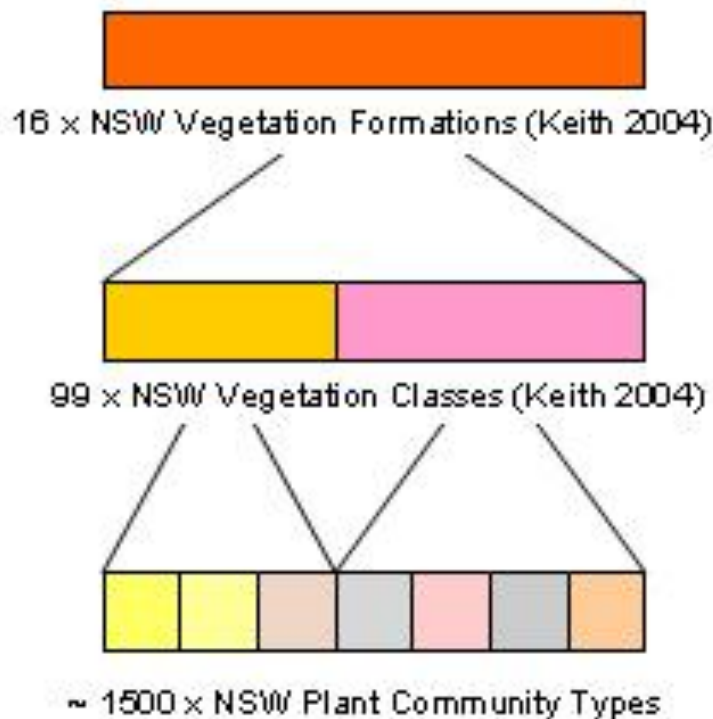 16 x NSW Vegetation Formations (Keith 2004)
99 x NSW Vegetation Classes (Keith 2004)
~ 1500 x NSW Plant Community Types